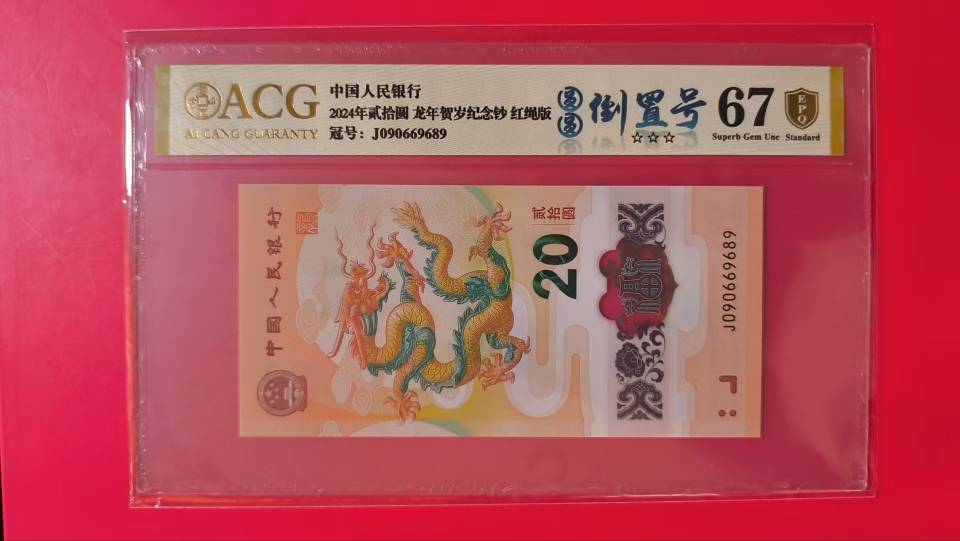 ACG
AI CANG GUARANTY
中国人民银行
2024年贰拾圆 龙年贺岁纪念钞 红绳版
冠号：J090669689
圆圆
倒置号
☆☆☆
67
Superb Gem Unc
EPQ
Standard
中国人民银行
贰拾圆
20
J090669689